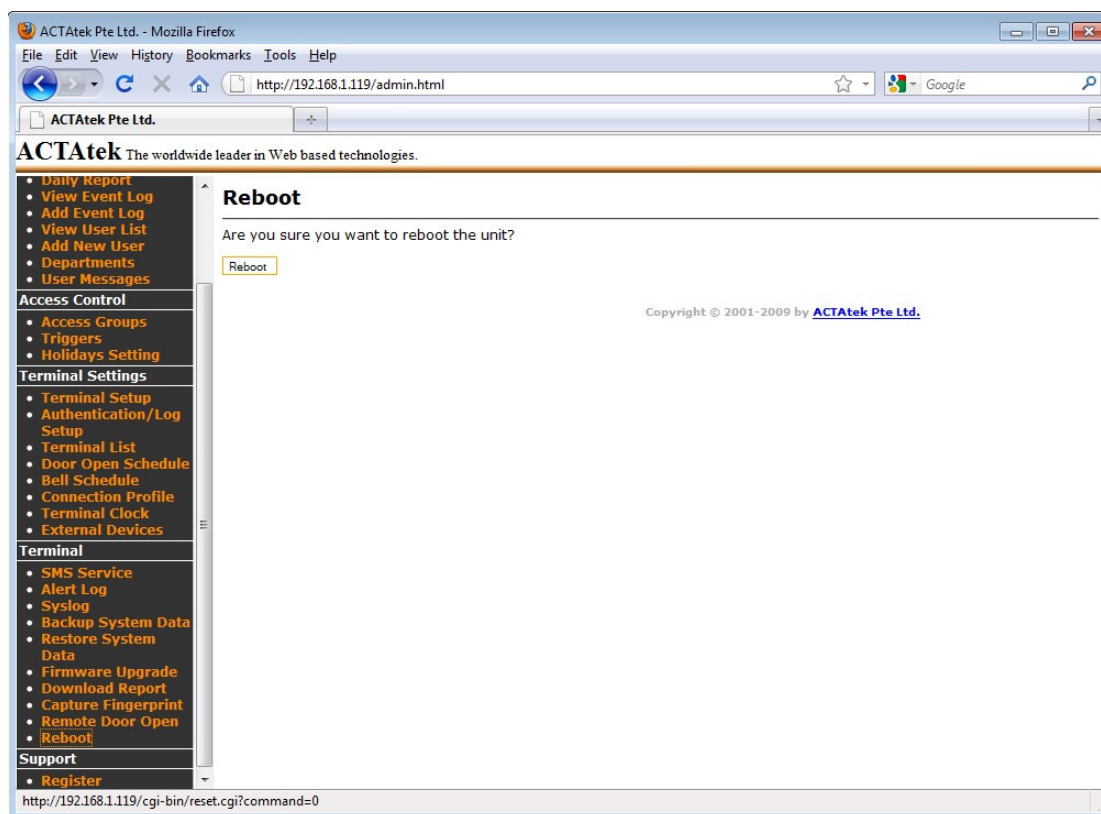 ACTAtek Pte Ltd. - Mozilla Firefox
File Edit View History Bookmarks Tools Help
http://192.168.1.119/admin.html
Google
ACTAtek Pte Ltd.
ACTAtek The worldwide leader in Web based technologies.
Daily Report
View Event Log
Add Event Log
View User List
Add New User
Departments
User Messages
Access Control
Access Groups
Triggers
Holidays Setting
Terminal Settings
Terminal Setup
Authentication/Log
Setup
Terminal List
Door Open Schedule
Bell Schedule
Connection Profile
Terminal Clock
External Devices
Terminal
SMS Service
Alert Log
Syslog
Backup System Data
Restore System
Data
Firmware Upgrade
Download Report
Capture Fingerprint
Remote Door Open
Reboot
Support
Register
Reboot
Are you sure you want to reboot the unit?
Reboot
Copyright © 2001-2009 by ACTAtek Pte Ltd.
http://192.168.1.119/cgi-bin/reset.cgi?command=0